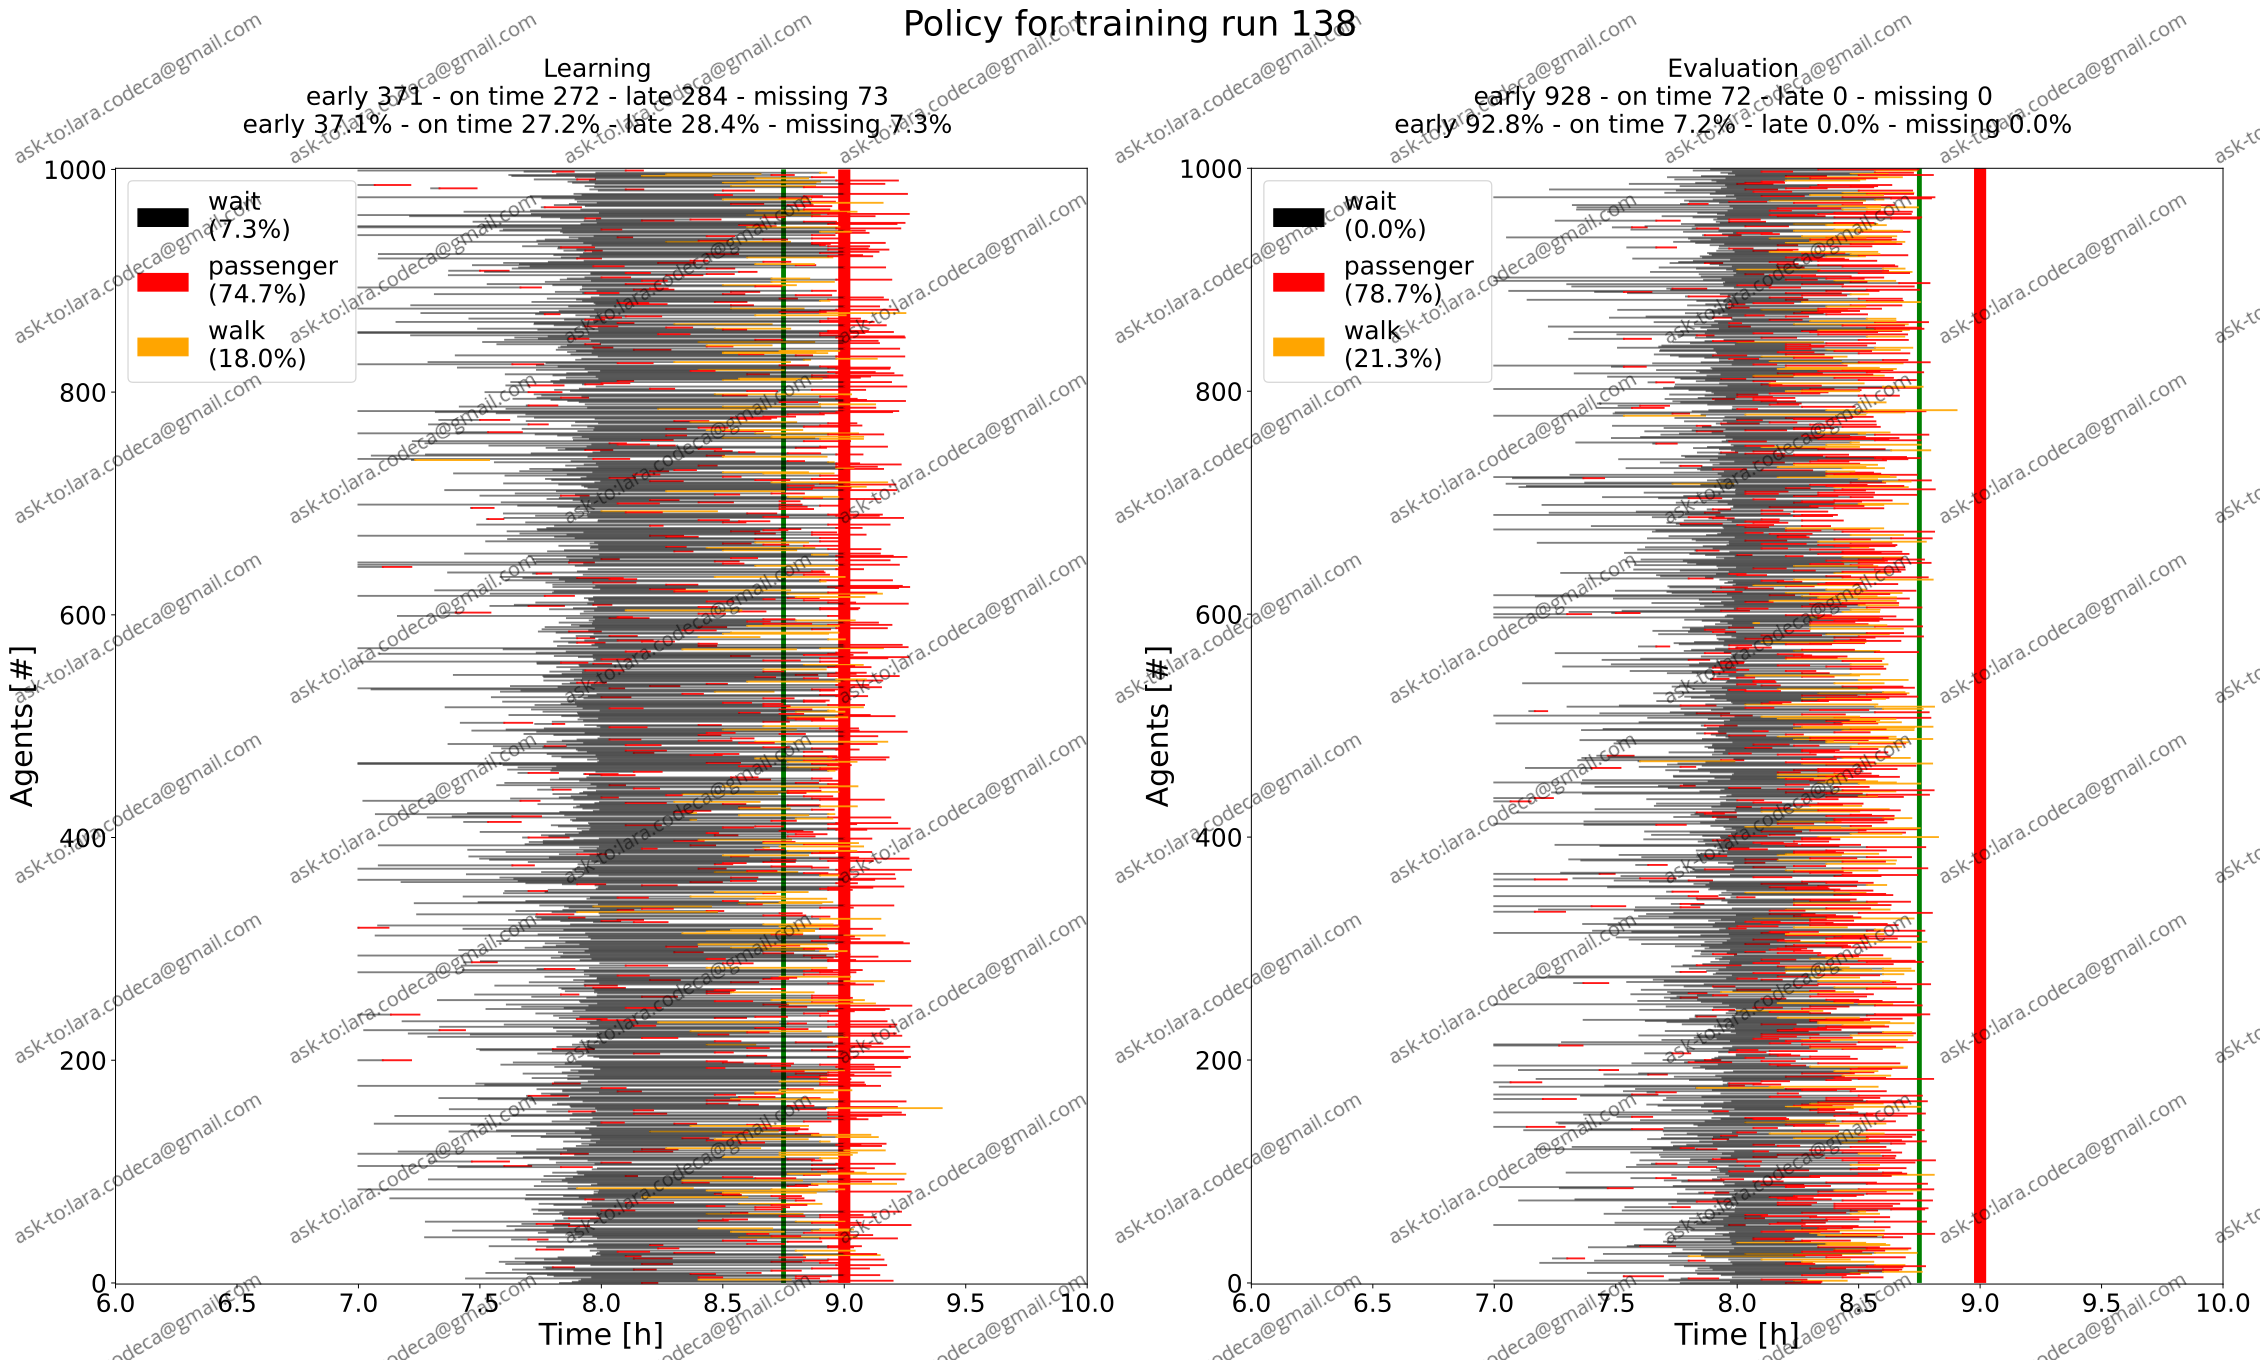 Policy for training run 138
Learning
early 371 - on time 272 - late 284 - missing 73
early 37.1% - on time 27.2% - late 28.4% - missing 7.3%
Evaluation
early 928 - on time 72 - late 0 - missing 0
early 92.8% - on time 7.2% - late 0.0% - missing 0.0%
wait
(7.3%)
passenger
(74.7%)
walk
(18.0%)
wait
(0.0%)
passenger
(78.7%)
walk
(21.3%)
1000
800
600
400
200
0
Agents [#]
6.0 6.5 7.0 7.5 8.0 8.5 9.0 9.5 10.0
Time [h]
1000
800
600
400
200
0
Agents [#]
6.0 6.5 7.0 7.5 8.0 8.5 9.0 9.5 10.0
Time [h]
ask-to:lara.codeca@gmail.com